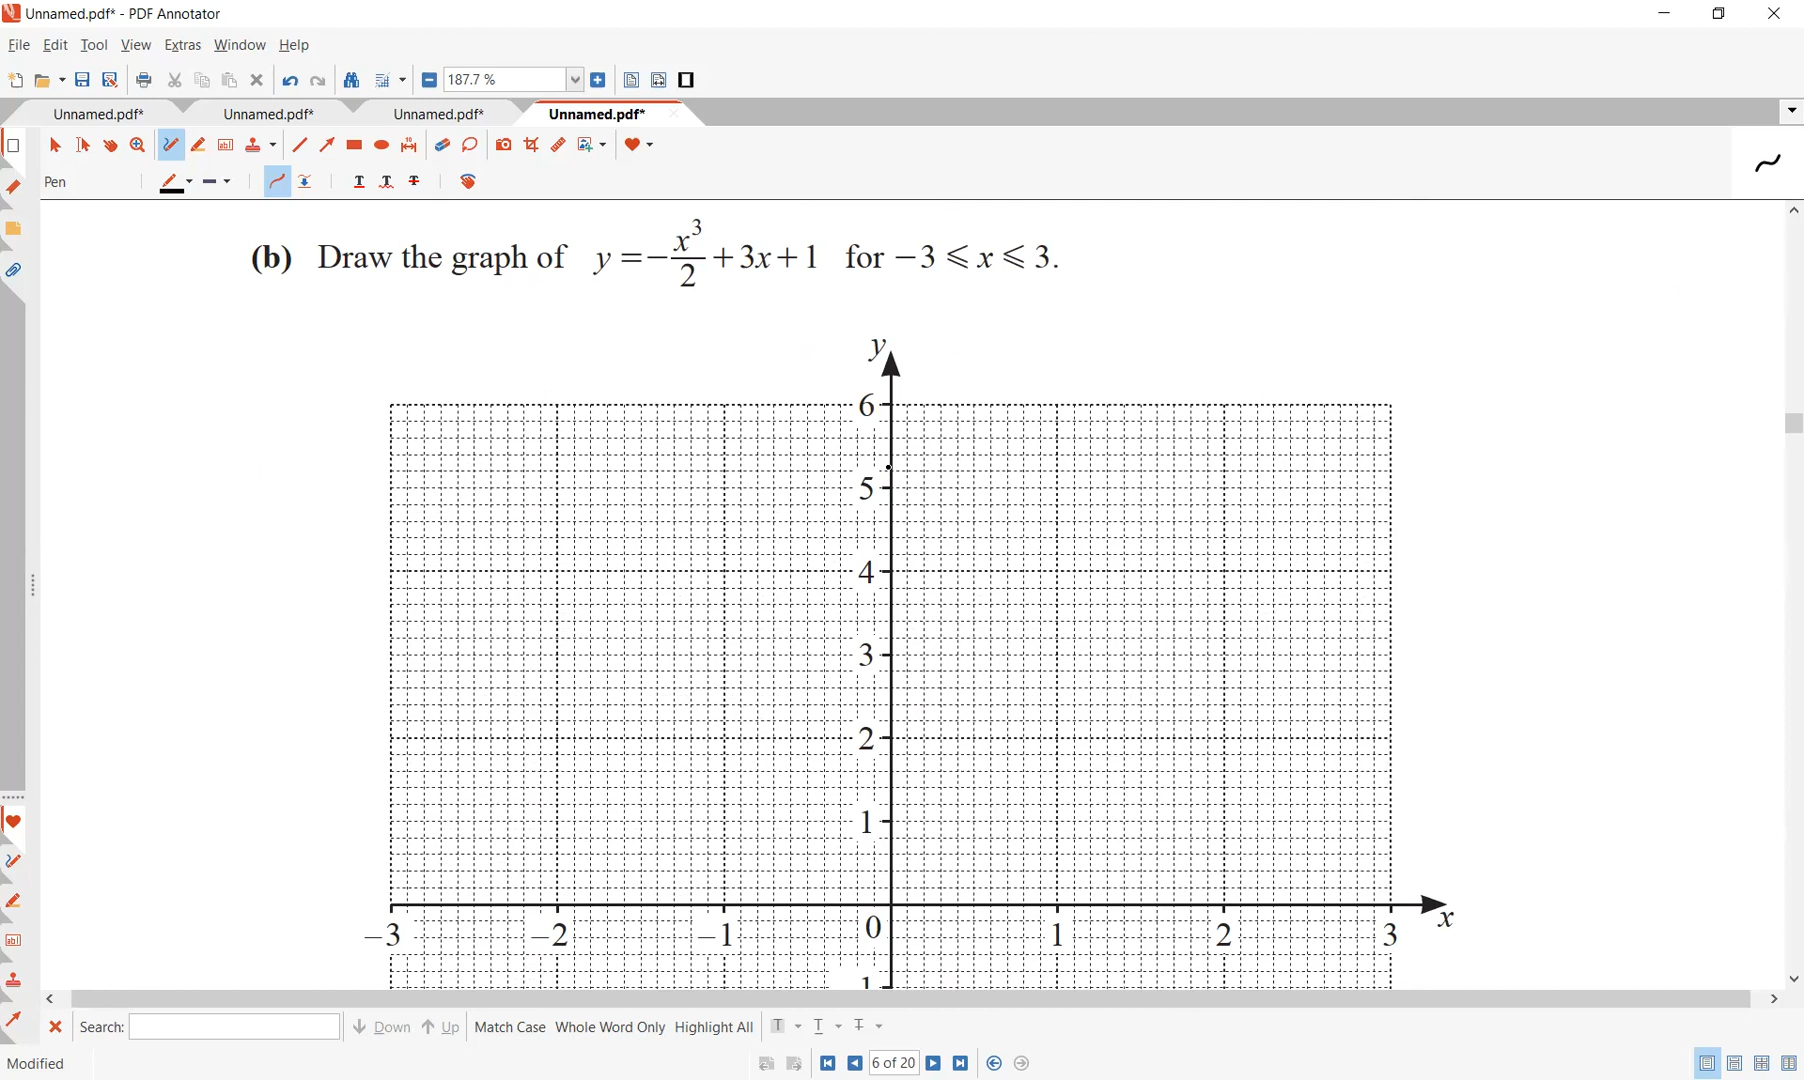 Unnamed.pdf* - PDF Annotator
File Edit Tool View Extras Window Help
187.7 %
Unnamed.pdf* Unnamed.pdf* Unnamed.pdf* Unnamed.pdf*
Pen
(b) Draw the graph of y = −x³/2 + 3x + 1 for −3 ⩽ x ⩽ 3.
y
6
5
4
3
2
1
−3 −2 −1 0 1 2 3 x
1
Search: Down Up Match Case Whole Word Only Highlight All
Modified 6 of 20